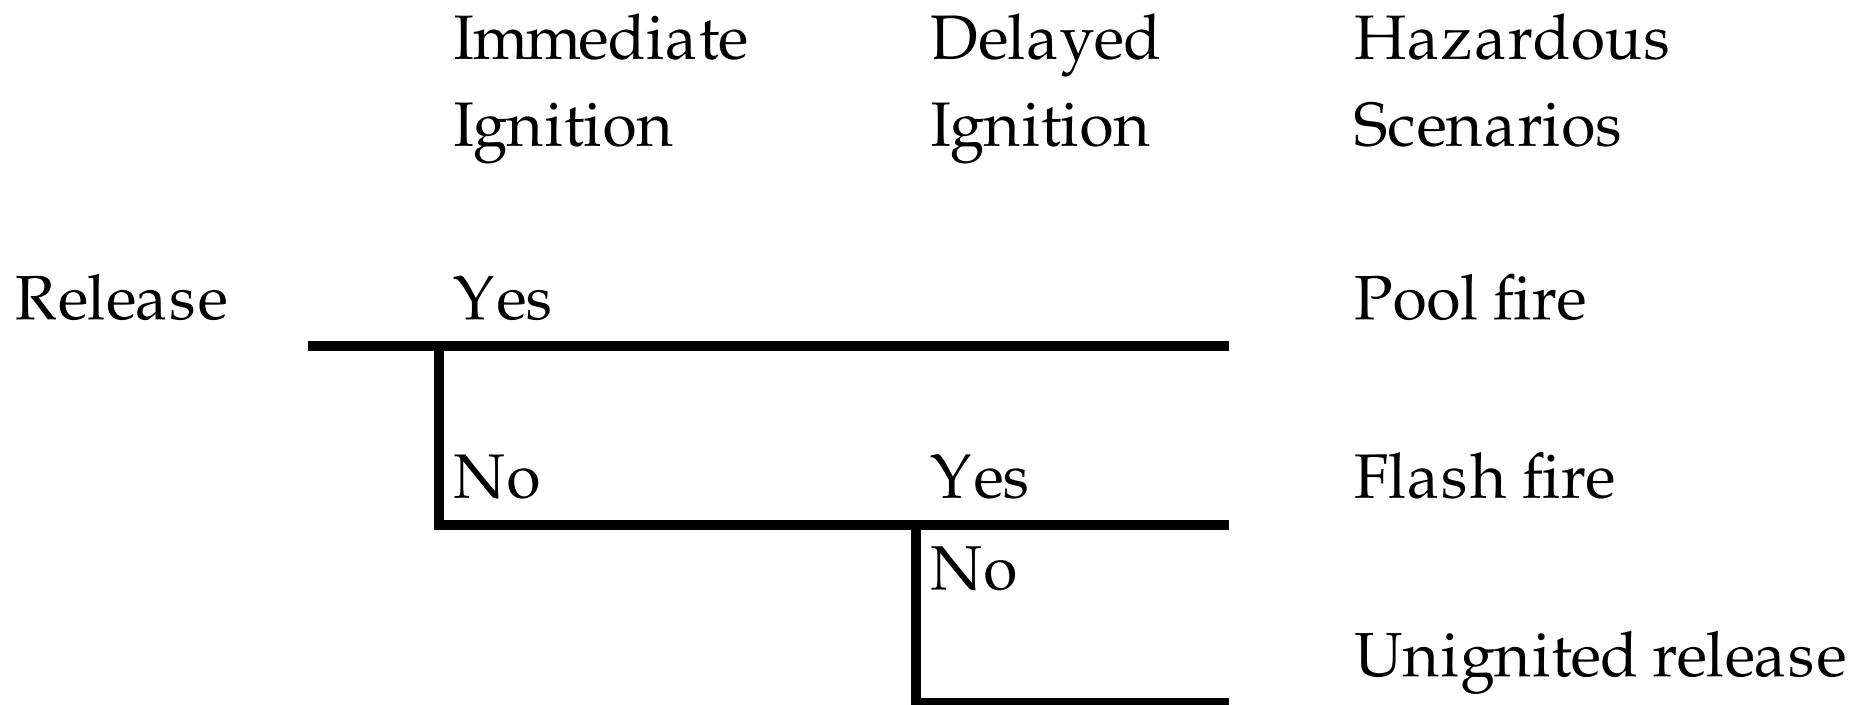 Immediate Ignition
Delayed Ignition
Hazardous Scenarios
Release
Yes
Pool fire
No
Yes
Flash fire
No
Unignited release